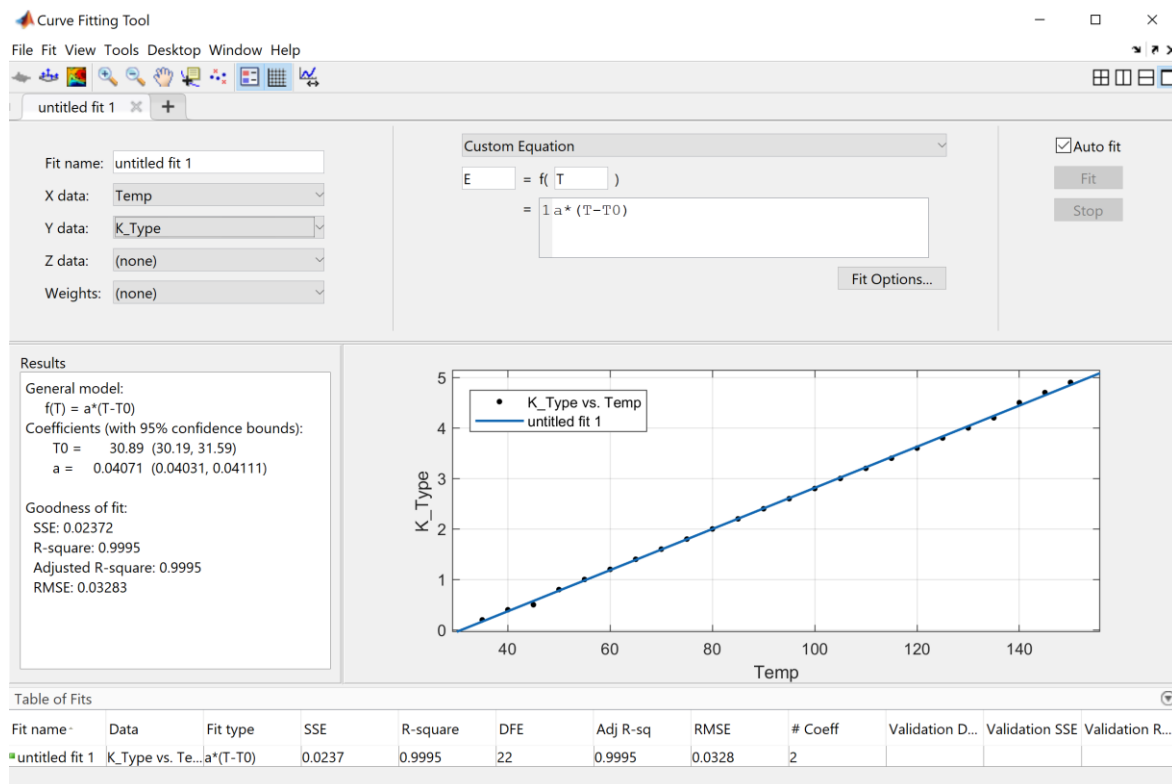 Curve Fitting Tool
File Fit View Tools Desktop Window Help
untitled fit 1
Fit name: untitled fit 1
X data: Temp
Y data: K_Type
Z data: (none)
Weights: (none)
Custom Equation
E = f( T )
= 1 a*(T-T0)
Fit Options...
Auto fit
Fit
Stop
Results
General model:
f(T) = a*(T-T0)
Coefficients (with 95% confidence bounds):
T0 = 30.89 (30.19, 31.59)
a = 0.04071 (0.04031, 0.04111)
Goodness of fit:
SSE: 0.02372
R-square: 0.9995
Adjusted R-square: 0.9995
RMSE: 0.03283
K_Type vs. Temp
untitled fit 1
5
4
3
2
1
0
K_Type
40 60 80 100 120 140
Temp
Table of Fits
Fit name Data Fit type SSE R-square DFE Adj R-sq RMSE # Coeff Validation D... Validation SSE Validation R...
untitled fit 1 K_Type vs. Te... a*(T-T0) 0.0237 0.9995 22 0.9995 0.0328 2